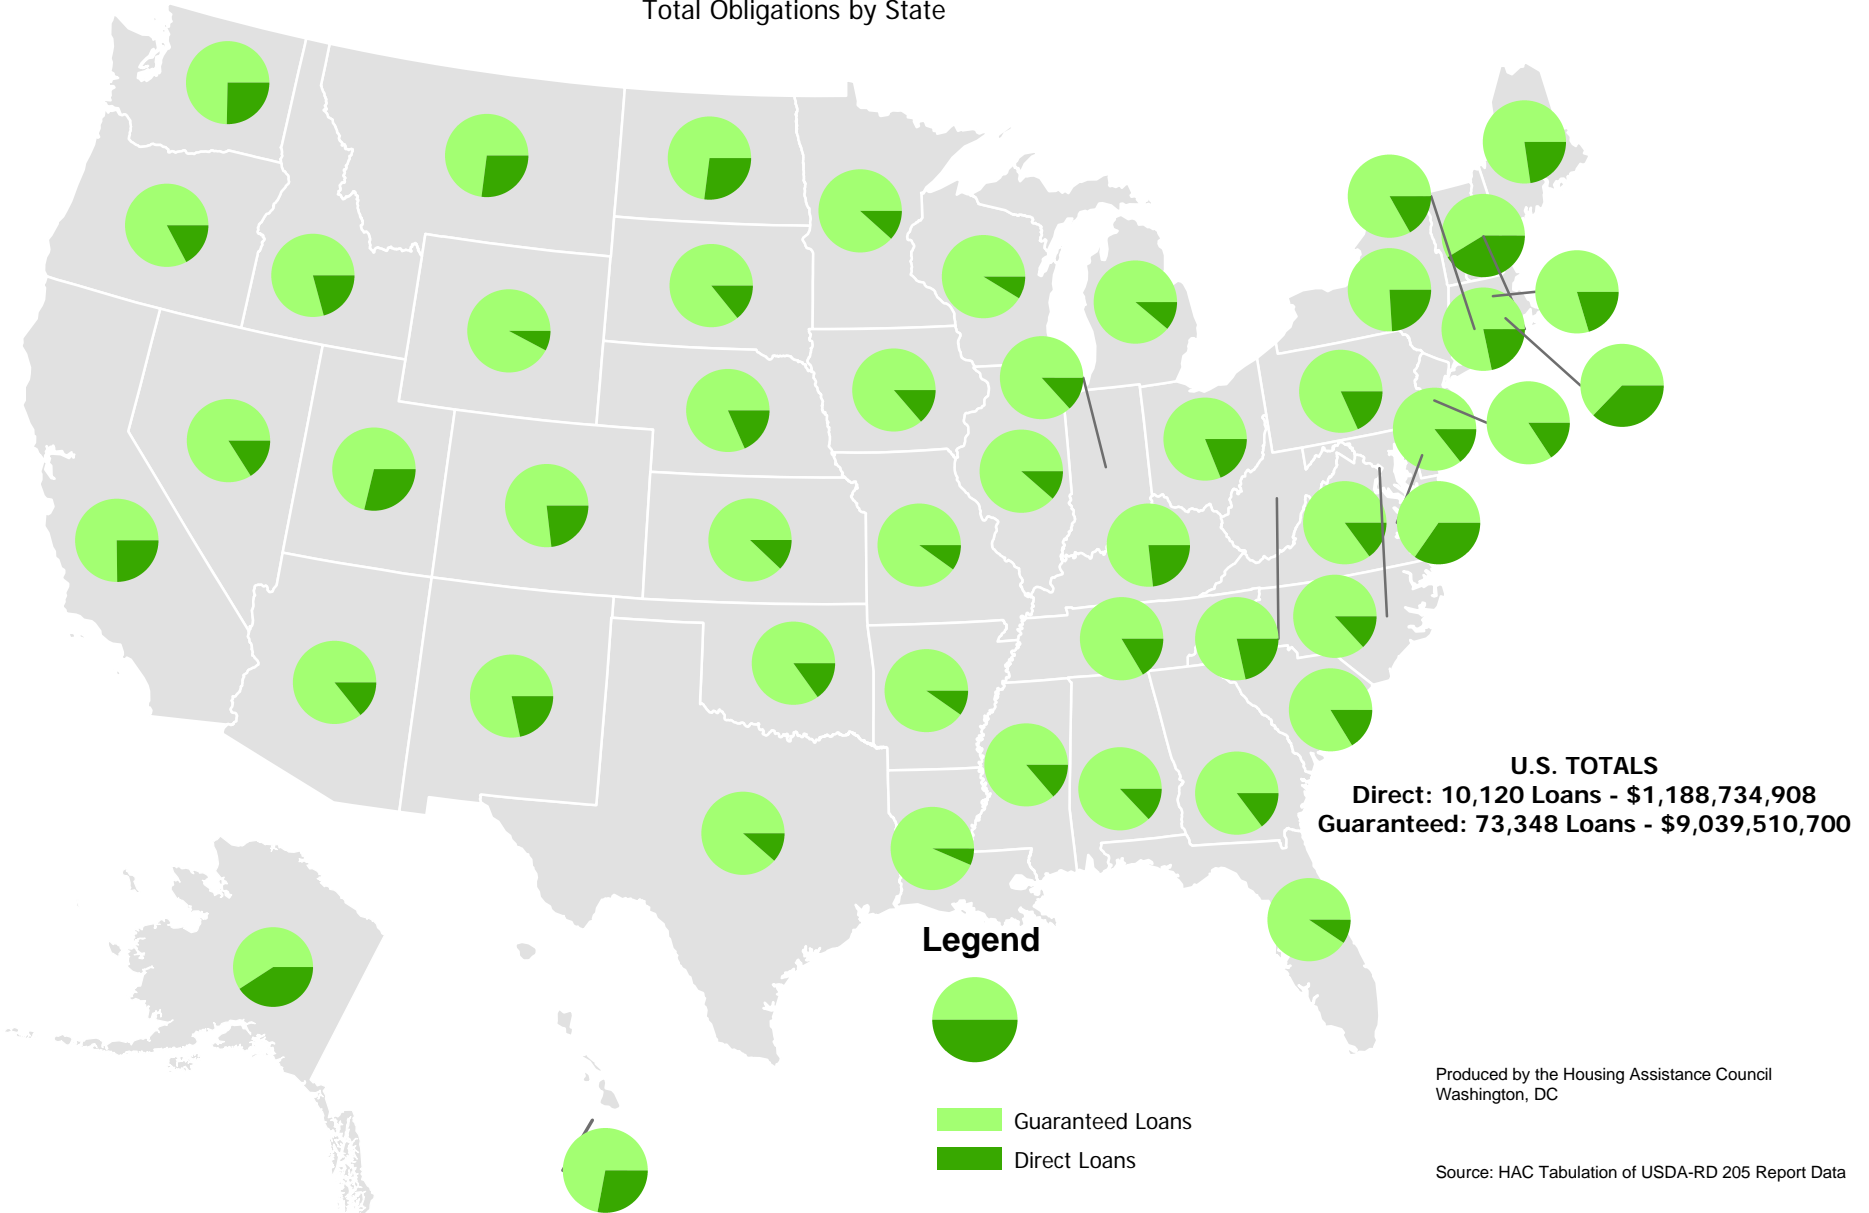 Total Obligations by State
U.S. TOTALS
Direct: 10,120 Loans - $1,188,734,908
Guaranteed: 73,348 Loans - $9,039,510,700
Legend
Guaranteed Loans
Direct Loans
Produced by the Housing Assistance Council
Washington, DC
Source: HAC Tabulation of USDA-RD 205 Report Data